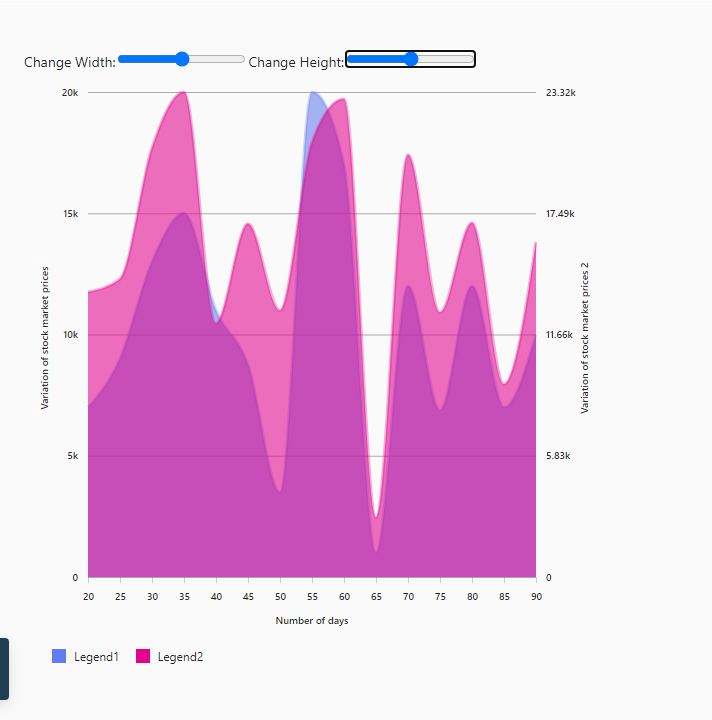 Change Width: Change Height:
20k 23.32k
15k 17.49k
10k 11.66k
5k 5.83k
0 0
Variation of stock market prices
Variation of stock market prices 2
20 25 30 35 40 45 50 55 60 65 70 75 80 85 90
Number of days
Legend1 Legend2